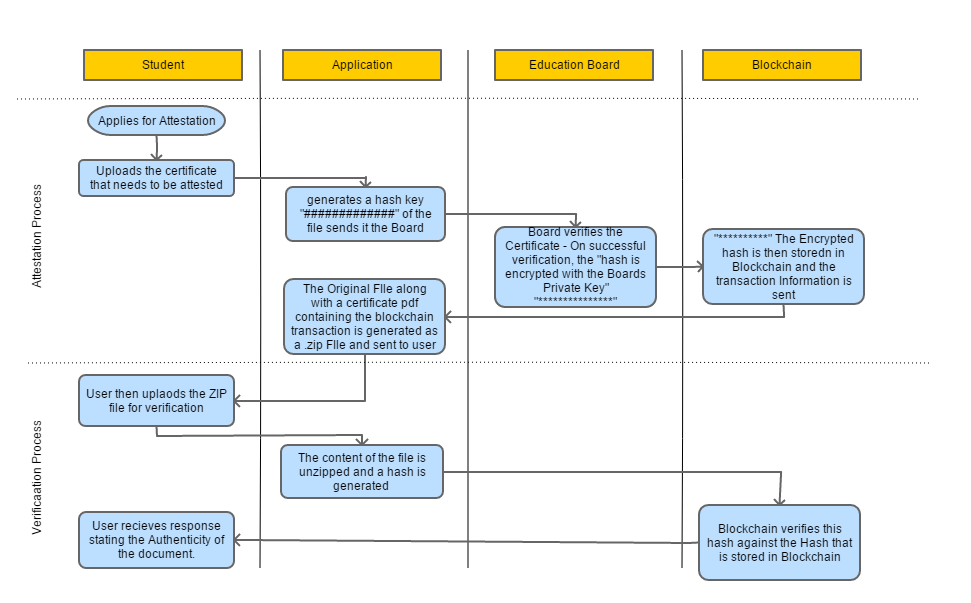 Student
Application
Education Board
Blockchain
Attestation Process
Applies for Attestation
Uploads the certificate
that needs to be attested
generates a hash key
"#############" of the
file sends it the Board
Board verifies the
Certificate - On successful
verification, the "hash is
encrypted with the Boards
Private Key"
"***************"
"**********" The Encrypted
hash is then storedn in
Blockchain and the
transaction Information is
sent
The Original FIle along
with a certificate pdf
containing the blockchain
transaction is generated as
a .zip FIle and sent to user
Verificaation Process
User then uplaods the ZIP
file for verification
The content of the file is
unzipped and a hash is
generated
Blockchain verifies this
hash against the Hash that
is stored in Blockchain
User recieves response
stating the Authenticity of
the document.